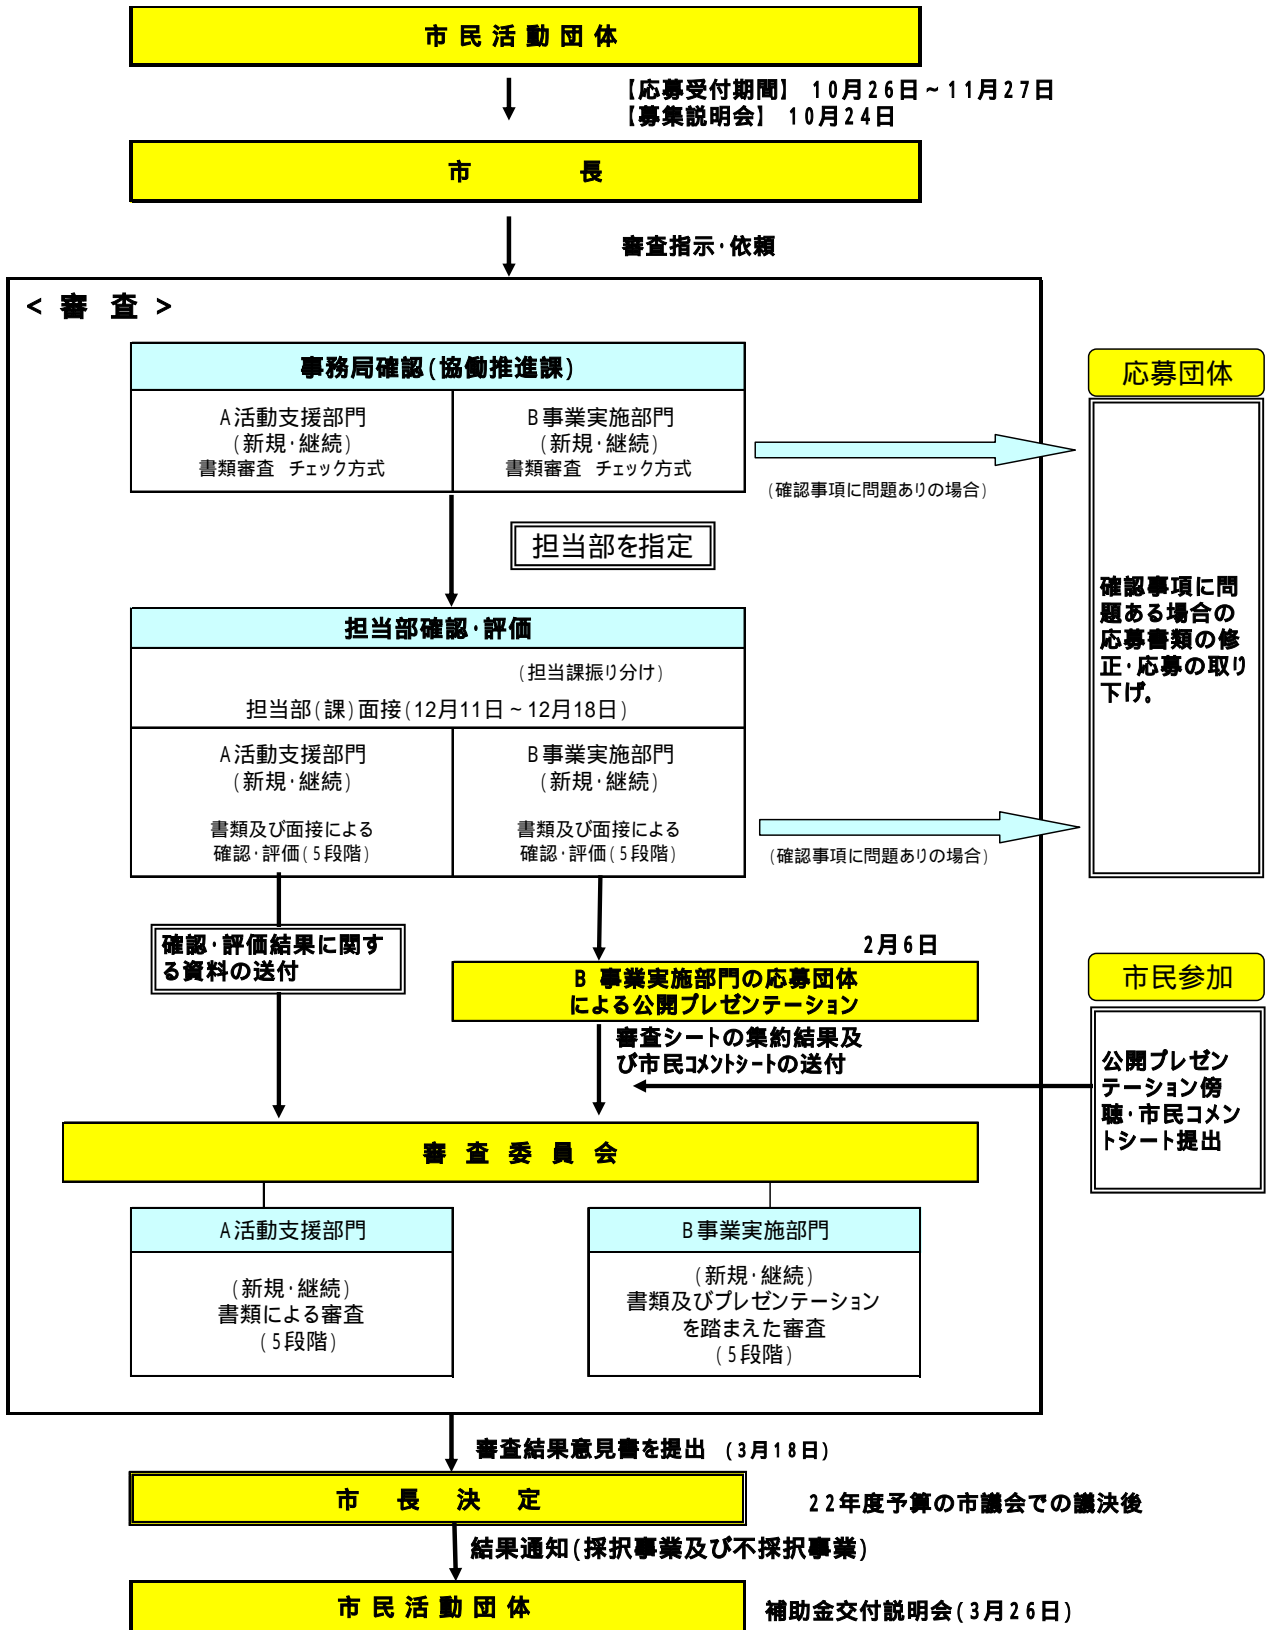 市民活動団体
【応募受付期間】 10月26日~11月27日
【募集説明会】 10月24日
市　　　長
審査指示・依頼
< 審 査 >
事務局確認(協働推進課)
A活動支援部門
(新規・継続)
書類審査 チェック方式
B事業実施部門
(新規・継続)
書類審査 チェック方式
(確認事項に問題ありの場合)
応募団体
確認事項に問
題ある場合の
応募書類の修
正・応募の取り
下げ。
担当部を指定
担当部確認・評価
(担当課振り分け)
担当部(課)面接(12月11日~12月18日)
A活動支援部門
(新規・継続)
書類及び面接による
確認・評価(5段階)
B事業実施部門
(新規・継続)
書類及び面接による
確認・評価(5段階)
(確認事項に問題ありの場合)
確認・評価結果に関す
る資料の送付
2月6日
B 事業実施部門の応募団体
による公開プレゼンテーション
審査シートの集約結果及
び市民コメントシートの送付
市民参加
公開プレゼン
テーション傍
聴・市民コメン
トシート提出
審 査 委 員 会
A活動支援部門
(新規・継続)
書類による審査
(5段階)
B事業実施部門
(新規・継続)
書類及びプレゼンテーション
を踏まえた審査
(5段階)
審査結果意見書を提出 (3月18日)
市 長 決 定
22年度予算の市議会での議決後
結果通知(採択事業及び不採択事業)
市民活動団体
補助金交付説明会(3月26日)